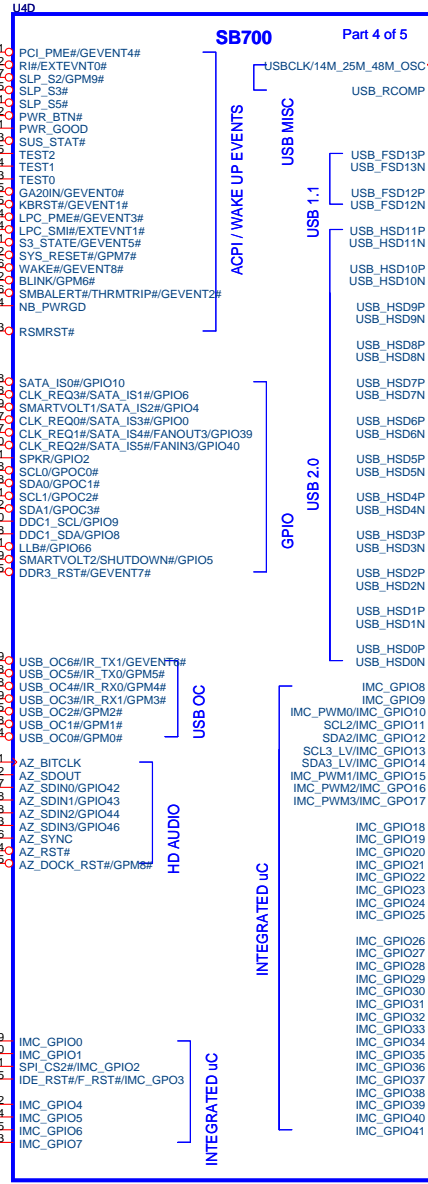 U4D
SB700
Part 4 of 5
PCI_PME#/GEVENT4#
RI#/EXTEVNT0#
SLP_S2/GPM9#
SLP_S3#
SLP_S5#
PWR_BTN#
PWR_GOOD
SUS_STAT#
TEST2
TEST1
TEST0
GA20IN/GEVENT0#
KBRST#/GEVENT1#
LPC_PME#/GEVENT3#
LPC_SMI#/EXTEVNT1#
S3_STATE/GEVENT5#
SYS_RESET#/GPM7#
WAKE#/GEVENT8#
BLINK/GPM6#
SMBALERT#/THRMTRIP#/GEVENT2#
NB_PWRGD
RSMRST#
ACPI / WAKE UP EVENTS
SATA_IS0#/GPIO10
CLK_REQ3#/SATA_IS1#/GPIO6
SMARTVOLT1/SATA_IS2#/GPIO4
CLK_REQ0#/SATA_IS3#/GPIO0
CLK_REQ1#/SATA_IS4#/FANOUT3/GPIO39
CLK_REQ2#/SATA_IS5#/FANIN3/GPIO40
SPKR/GPIO2
SCL0/GPOC0#
SDA0/GPOC1#
SCL1/GPOC2#
SDA1/GPOC3#
DDC1_SCL/GPIO9
DDC1_SDA/GPIO8
LLB#/GPIO66
SMARTVOLT2/SHUTDOWN#/GPIO5
DDR3_RST#/GEVENT7#
GPIO
USB_OC6#/IR_TX1/GEVENT6#
USB_OC5#/IR_TX0/GPM5#
USB_OC4#/IR_RX0/GPM4#
USB_OC3#/IR_RX1/GPM3#
USB_OC2#/GPM2#
USB_OC1#/GPM1#
USB_OC0#/GPM0#
USB OC
AZ_BITCLK
AZ_SDOUT
AZ_SDIN0/GPIO42
AZ_SDIN1/GPIO43
AZ_SDIN2/GPIO44
AZ_SDIN3/GPIO46
AZ_SYNC
AZ_RST#
AZ_DOCK_RST#/GPM8#
HD AUDIO
IMC_GPIO0
IMC_GPIO1
SPI_CS2#/IMC_GPIO2
IDE_RST#/F_RST#/IMC_GPO3
IMC_GPIO4
IMC_GPIO5
IMC_GPIO6
IMC_GPIO7
INTEGRATED uC
USBCLK/14M_25M_48M_OSC
USB_RCOMP
USB MISC
USB_FSD13P
USB_FSD13N
USB_FSD12P
USB_FSD12N
USB 1.1
USB_HSD11P
USB_HSD11N
USB_HSD10P
USB_HSD10N
USB_HSD9P
USB_HSD9N
USB_HSD8P
USB_HSD8N
USB_HSD7P
USB_HSD7N
USB_HSD6P
USB_HSD6N
USB_HSD5P
USB_HSD5N
USB_HSD4P
USB_HSD4N
USB_HSD3P
USB_HSD3N
USB_HSD2P
USB_HSD2N
USB_HSD1P
USB_HSD1N
USB_HSD0P
USB_HSD0N
USB 2.0
IMC_GPIO8
IMC_GPIO9
IMC_PWM0/IMC_GPIO10
SCL2/IMC_GPIO11
SDA2/IMC_GPIO12
SCL3_LV/IMC_GPIO13
SDA3_LV/IMC_GPIO14
IMC_PWM1/IMC_GPIO15
IMC_PWM2/IMC_GPO16
IMC_PWM3/IMC_GPO17
IMC_GPIO18
IMC_GPIO19
IMC_GPIO20
IMC_GPIO21
IMC_GPIO22
IMC_GPIO23
IMC_GPIO24
IMC_GPIO25
IMC_GPIO26
IMC_GPIO27
IMC_GPIO28
IMC_GPIO29
IMC_GPIO30
IMC_GPIO31
IMC_GPIO32
IMC_GPIO33
IMC_GPIO34
IMC_GPIO35
IMC_GPIO36
IMC_GPIO37
IMC_GPIO38
IMC_GPIO39
IMC_GPIO40
IMC_GPIO41
INTEGRATED uC